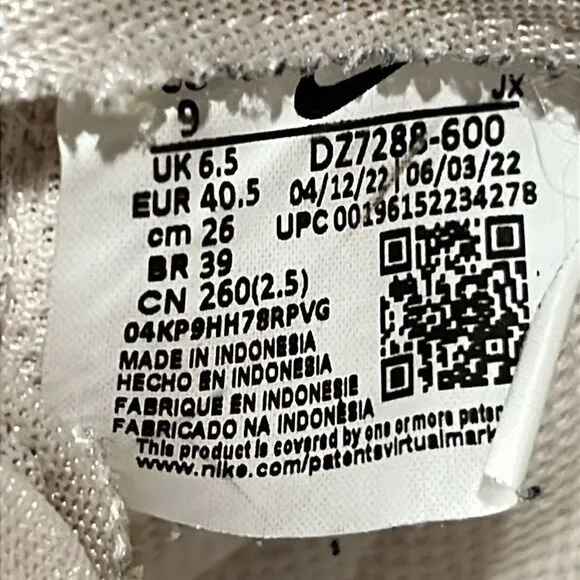 9
JX
UK 6.5
DZ7288-600
EUR 40.5
04/12/22 06/03/22
cm 26
UPC 00196152234278
BR 39
CN 260(2.5)
04KP9HH78RPVG
MADE IN INDONESIA
HECHO EN INDONESIA
FABRIQUE EN INDONESIE
FABRICADO NA INDONÉSIA
This product is covered by one or more
www.nike.com/patentsvirtualmark